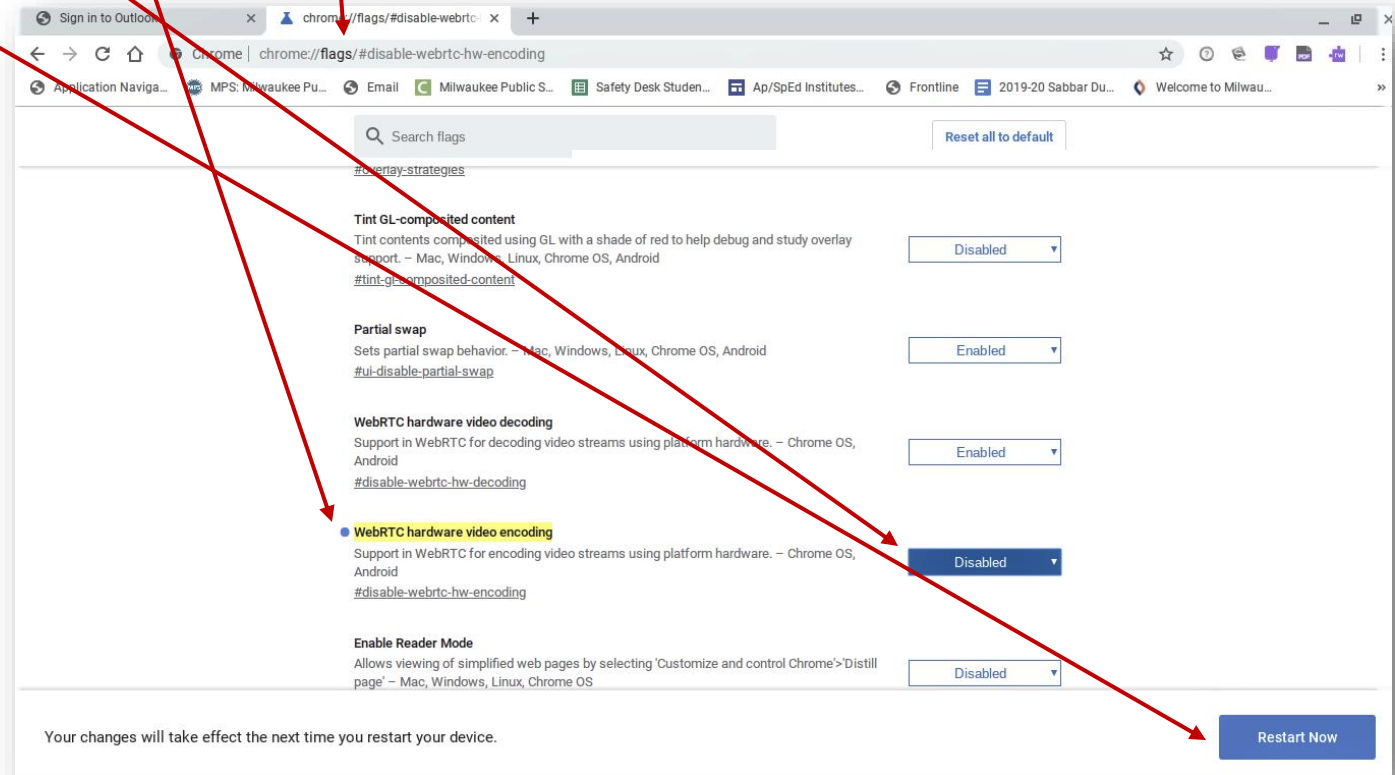 Sign in to Outlook
chrome://flags/#disable-webrtc-
Chrome | chrome://flags/#disable-webrtc-hw-encoding
Application Naviga...
MPS: Milwaukee Pu...
Email
Milwaukee Public S...
Safety Desk Studen...
Ap/SpEd Institutes...
Frontline
2019-20 Sabbar Du...
Welcome to Milwau...
»
Search flags
Reset all to default
#overlay-strategies
Tint GL-composited content
Tint contents composited using GL with a shade of red to help debug and study overlay
support. – Mac, Windows, Linux, Chrome OS, Android
#tint-gl-composited-content
Disabled
Partial swap
Sets partial swap behavior. – Mac, Windows, Linux, Chrome OS, Android
#ui-disable-partial-swap
Enabled
WebRTC hardware video decoding
Support in WebRTC for decoding video streams using platform hardware. – Chrome OS,
Android
#disable-webrtc-hw-decoding
Enabled
WebRTC hardware video encoding
Support in WebRTC for encoding video streams using platform hardware. – Chrome OS,
Android
#disable-webrtc-hw-encoding
Disabled
Enable Reader Mode
Allows viewing of simplified web pages by selecting 'Customize and control Chrome'>'Distill
page' – Mac, Windows, Linux, Chrome OS
Disabled
Your changes will take effect the next time you restart your device.
Restart Now